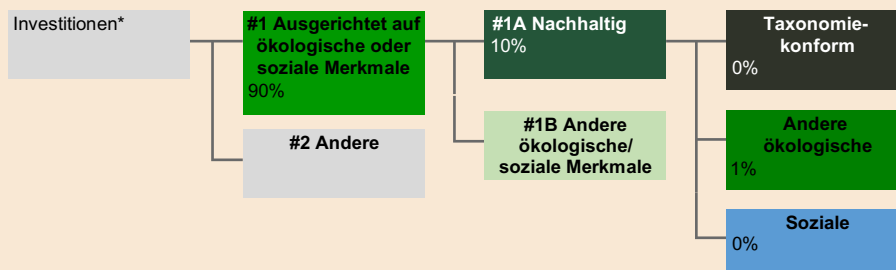 Investitionen*
#1 Ausgerichtet auf
ökologische oder
soziale Merkmale
90%
#2 Andere
#1A Nachhaltig
10%
#1B Andere
ökologische/
soziale Merkmale
Taxonomie-
konform
0%
Andere
ökologische
1%
Soziale
0%